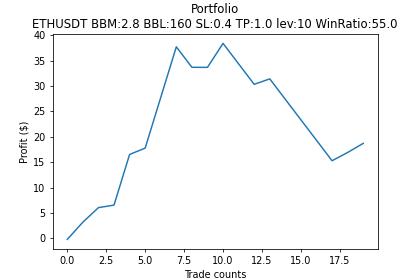 Portfolio
ETHUSDT BBM:2.8 BBL:160 SL:0.4 TP:1.0 lev:10 WinRatio:55.0
40
35
30
25
20
15
10
5
0
Profit ($)
0.0 2.5 5.0 7.5 10.0 12.5 15.0 17.5
Trade counts